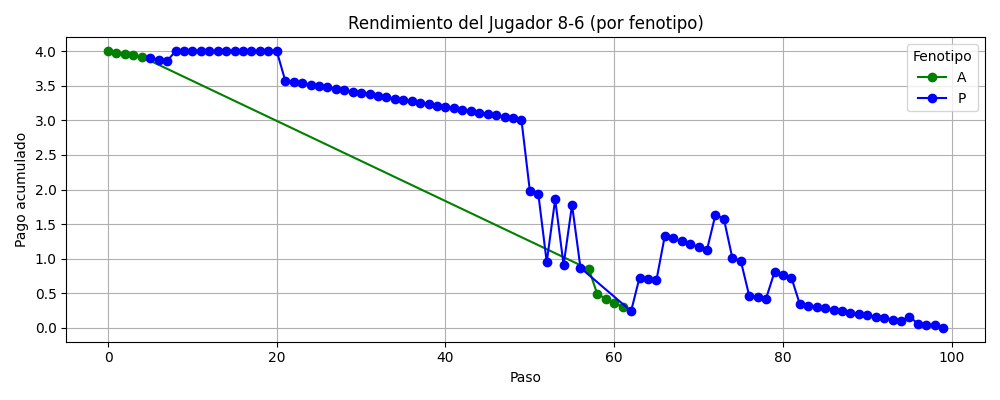 Rendimiento del Jugador 8-6 (por fenotipo)
Pago acumulado
4.0
3.5
3.0
2.5
2.0
1.5
1.0
0.5
0.0
Fenotipo
A
P
0 20 40 60 80 100
Paso